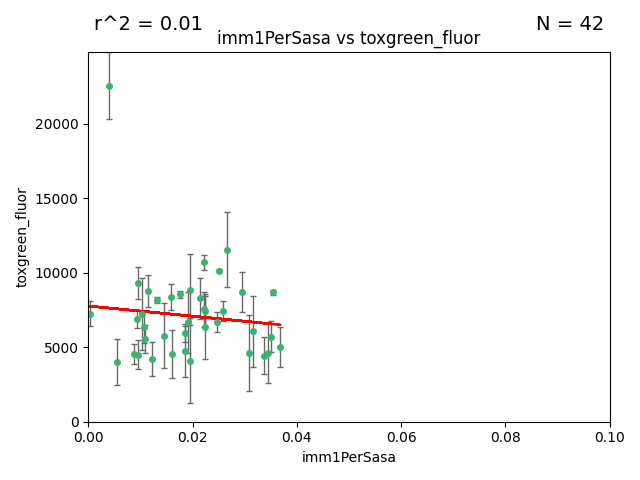 r^2 = 0.01
N = 42
imm1PerSasa vs toxgreen_fluor
20000
15000
10000
5000
0
toxgreen_fluor
0.00
0.02
0.04
0.06
0.08
0.10
imm1PerSasa